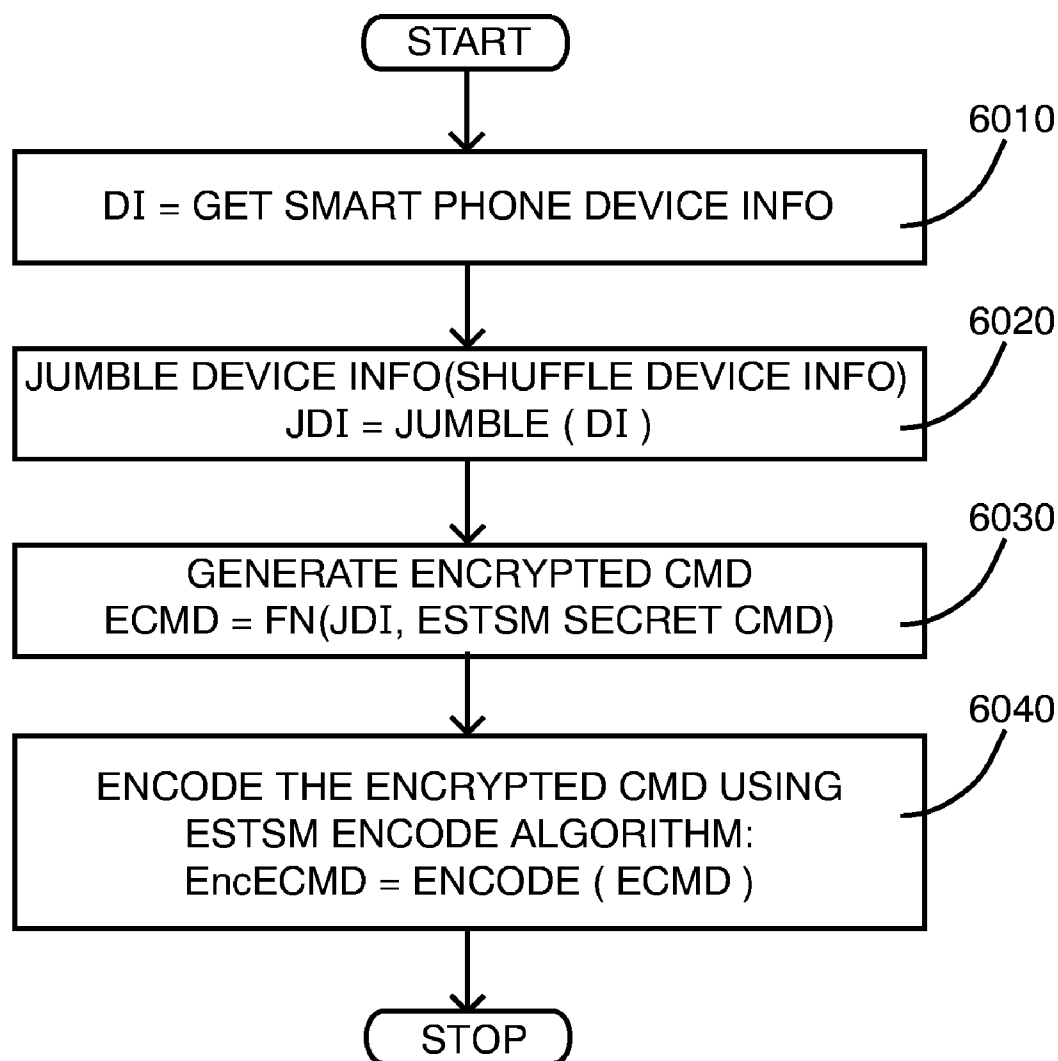 START
6010
DI = GET SMART PHONE DEVICE INFO
6020
JUMBLE DEVICE INFO(SHUFFLE DEVICE INFO)
JDI = JUMBLE ( DI )
6030
GENERATE ENCRYPTED CMD
ECMD = FN(JDI, ESTSM SECRET CMD)
6040
ENCODE THE ENCRYPTED CMD USING
ESTSM ENCODE ALGORITHM:
EncECMD = ENCODE ( ECMD )
STOP